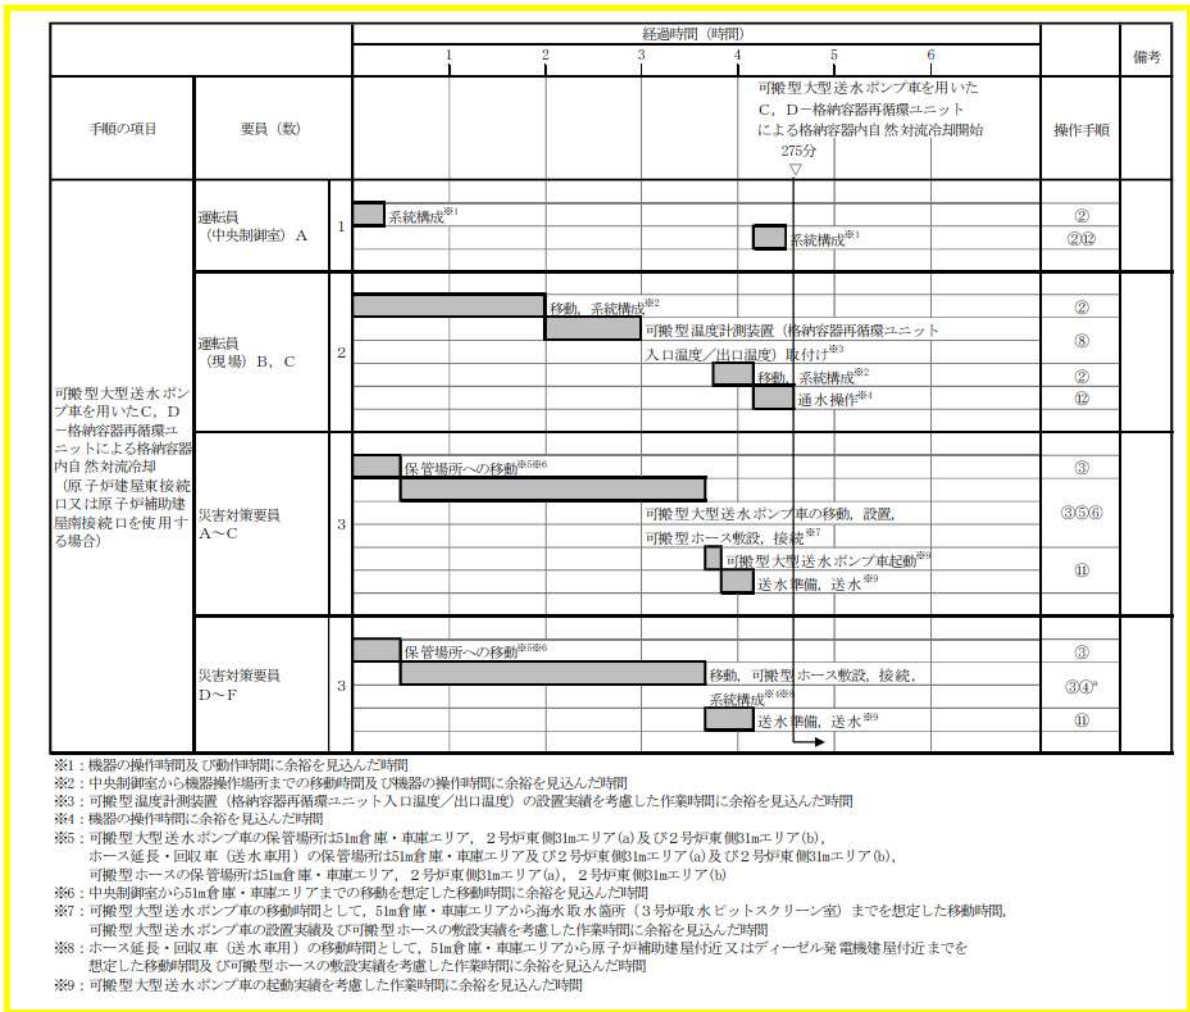 経過時間（時間）
1 2 3 4 5 6
備考
手順の項目
要員（数）
可搬型大型送水ポンプ車を用いた
C，D－格納容器再循環ユニット
による格納容器内自然対流冷却開始
275分
▽
操作手順
可搬型大型送水ポン
プ車を用いたC，D
－格納容器再循環ユ
ニットによる格納容器
内自然対流冷却
（原子炉建屋東接続
口又は原子炉補助建
屋南接続口を使用す
る場合）
運転員
（中央制御室）A
1
系統構成※1
②
系統構成※1
②⑫
運転員
（現場）B，C
2
移動，系統構成※2
②
可搬型温度計測装置（格納容器再循環ユニット
入口温度／出口温度）取付け※3
⑧
移動，系統構成※2
②
通水操作※4
⑫
災害対策要員
A～C
3
保管場所への移動※5※6
③
可搬型大型送水ポンプ車の移動，設置，
可搬型ホース敷設，接続※7
③⑤⑥
可搬型大型送水ポンプ車起動※9
送水準備，送水※9
⑪
災害対策要員
D～F
3
保管場所への移動※5※6
③
移動，可搬型ホース敷設，接続，
系統構成※4※8
③④ᵃ
送水準備，送水※9
⑪
※1：機器の操作時間及び動作時間に余裕を見込んだ時間
※2：中央制御室から機器操作場所までの移動時間及び機器の操作時間に余裕を見込んだ時間
※3：可搬型温度計測装置（格納容器再循環ユニット入口温度／出口温度）の設置実績を考慮した作業時間に余裕を見込んだ時間
※4：機器の操作時間に余裕を見込んだ時間
※5：可搬型大型送水ポンプ車の保管場所は51m倉庫・車庫エリア，2号炉東側31mエリア(a)及び2号炉東側31mエリア(b)，
ホース延長・回収車（送水車用）の保管場所は51m倉庫・車庫エリア及び2号炉東側31mエリア(a)及び2号炉東側31mエリア(b)，
可搬型ホースの保管場所は51m倉庫・車庫エリア，2号炉東側31mエリア(a)，2号炉東側31mエリア(b)
※6：中央制御室から51m倉庫・車庫エリアまでの移動を想定した移動時間に余裕を見込んだ時間
※7：可搬型大型送水ポンプ車の移動時間として，51m倉庫・車庫エリアから海水取水箇所（3号炉取水ピットスクリーン室）までを想定した移動時間，
可搬型大型送水ポンプ車の設置実績及び可搬型ホースの敷設実績を考慮した作業時間に余裕を見込んだ時間
※8：ホース延長・回収車（送水車用）の移動時間として，51m倉庫・車庫エリアから原子炉補助建屋付近又はディーゼル発電機建屋付近までを
想定した移動時間及び可搬型ホースの敷設実績を考慮した作業時間に余裕を見込んだ時間
※9：可搬型大型送水ポンプ車の起動実績を考慮した作業時間に余裕を見込んだ時間